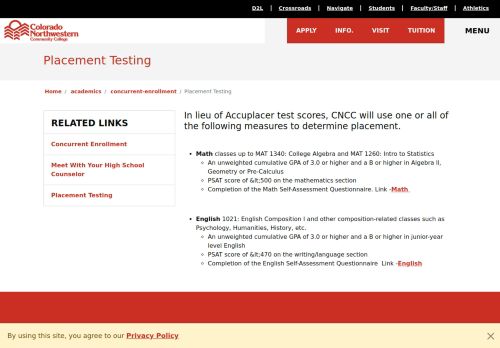 D2L | Crossroads | Navigate | Students | Faculty/Staff | Athletics
Colorado
Northwestern
Community College
APPLY INFO. VISIT TUITION MENU
Placement Testing
Home / academics / concurrent-enrollment / Placement Testing
RELATED LINKS
Concurrent Enrollment
Meet With Your High School
Counselor
Placement Testing
In lieu of Accuplacer test scores, CNCC will use one or all of
the following measures to determine placement.
Math classes up to MAT 1340: College Algebra and MAT 1260: Intro to Statistics
An unweighted cumulative GPA of 3.0 or higher and a B or higher in Algebra II,
Geometry or Pre-Calculus
PSAT score of &lt;500 on the mathematics section
Completion of the Math Self-Assessment Questionnaire. Link -Math
English 1021: English Composition I and other composition-related classes such as
Psychology, Humanities, History, etc.
An unweighted cumulative GPA of 3.0 or higher and a B or higher in junior-year
level English
PSAT score of &lt;470 on the writing/language section
Completion of the English Self-Assessment Questionnaire Link -English
By using this site, you agree to our Privacy Policy
×